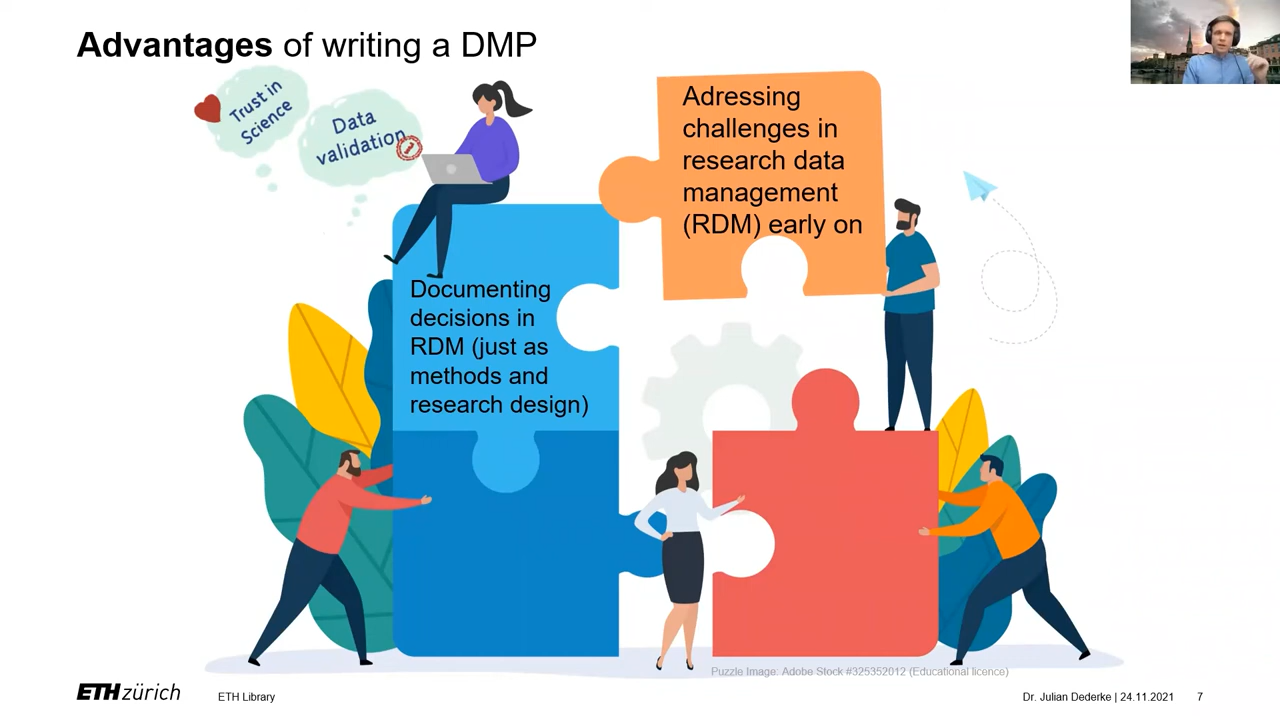 Advantages of writing a DMP
Trust in
Science
Data
validation
Adressing
challenges in
research data
management
(RDM) early on
Documenting
decisions in
RDM (just as
methods and
research design)
Puzzle Image: Adobe Stock #325352012 (Educational licence)
ETH zürich
ETH Library
Dr. Julian Dederke | 24.11.2021
7